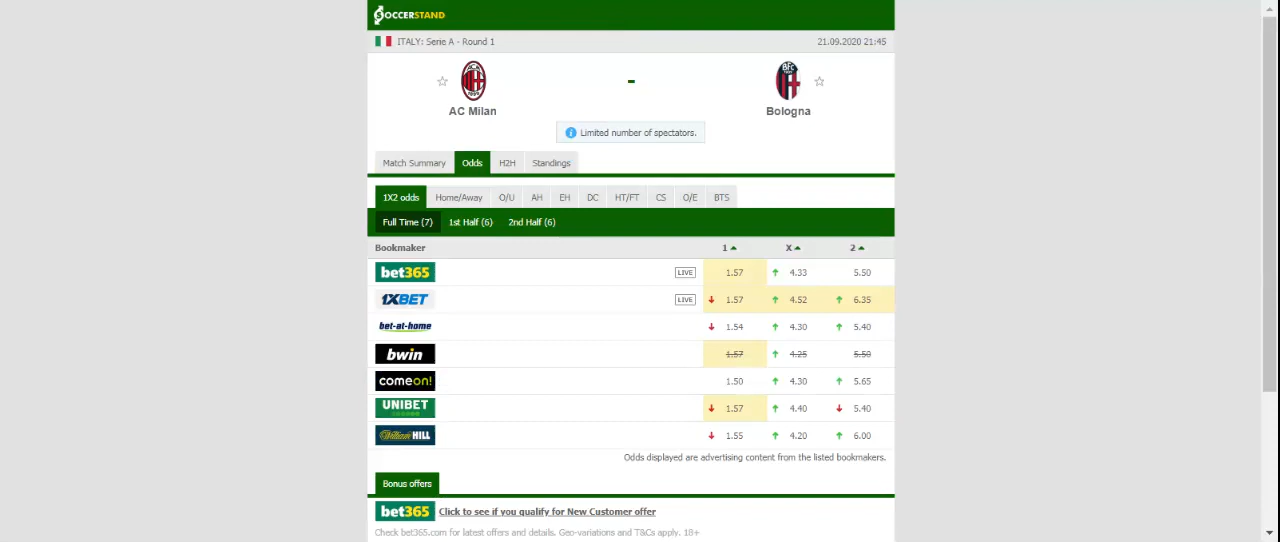 SOCCERSTAND
ITALY: Serie A - Round 1 21.09.2020 21:45
-
AC Milan Bologna
Limited number of spectators.
Match Summary Odds H2H Standings
1X2 odds Home/Away O/U AH EH DC HT/FT CS O/E BTS
Full Time (7) 1st Half (6) 2nd Half (6)
Bookmaker 1 X 2
bet365 LIVE 1.57 4.33 5.50
1XBET LIVE 1.57 4.52 6.35
bet-at-home 1.54 4.30 5.40
bwin 1.57 4.25 5.50
comeon! 1.50 4.30 5.65
UNIBET 1.57 4.40 5.40
William HILL 1.55 4.20 6.00
Odds displayed are advertising content from the listed bookmakers.
Bonus offers
bet365 Click to see if you qualify for New Customer offer
Check bet365.com for latest offers and details. Geo-variations and T&Cs apply. 18+